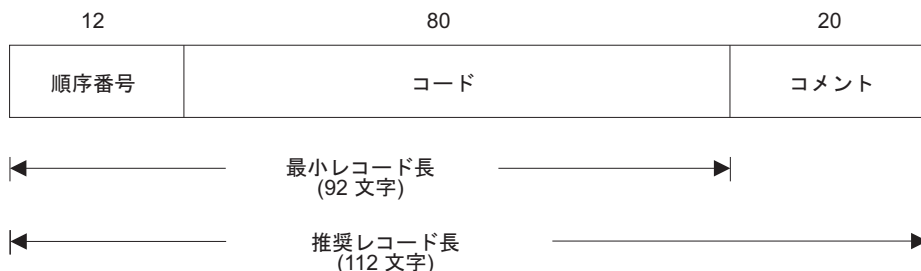 12 80 20
順序番号 コード コメント
最小レコード長
(92 文字)
推奨レコード長
(112 文字)